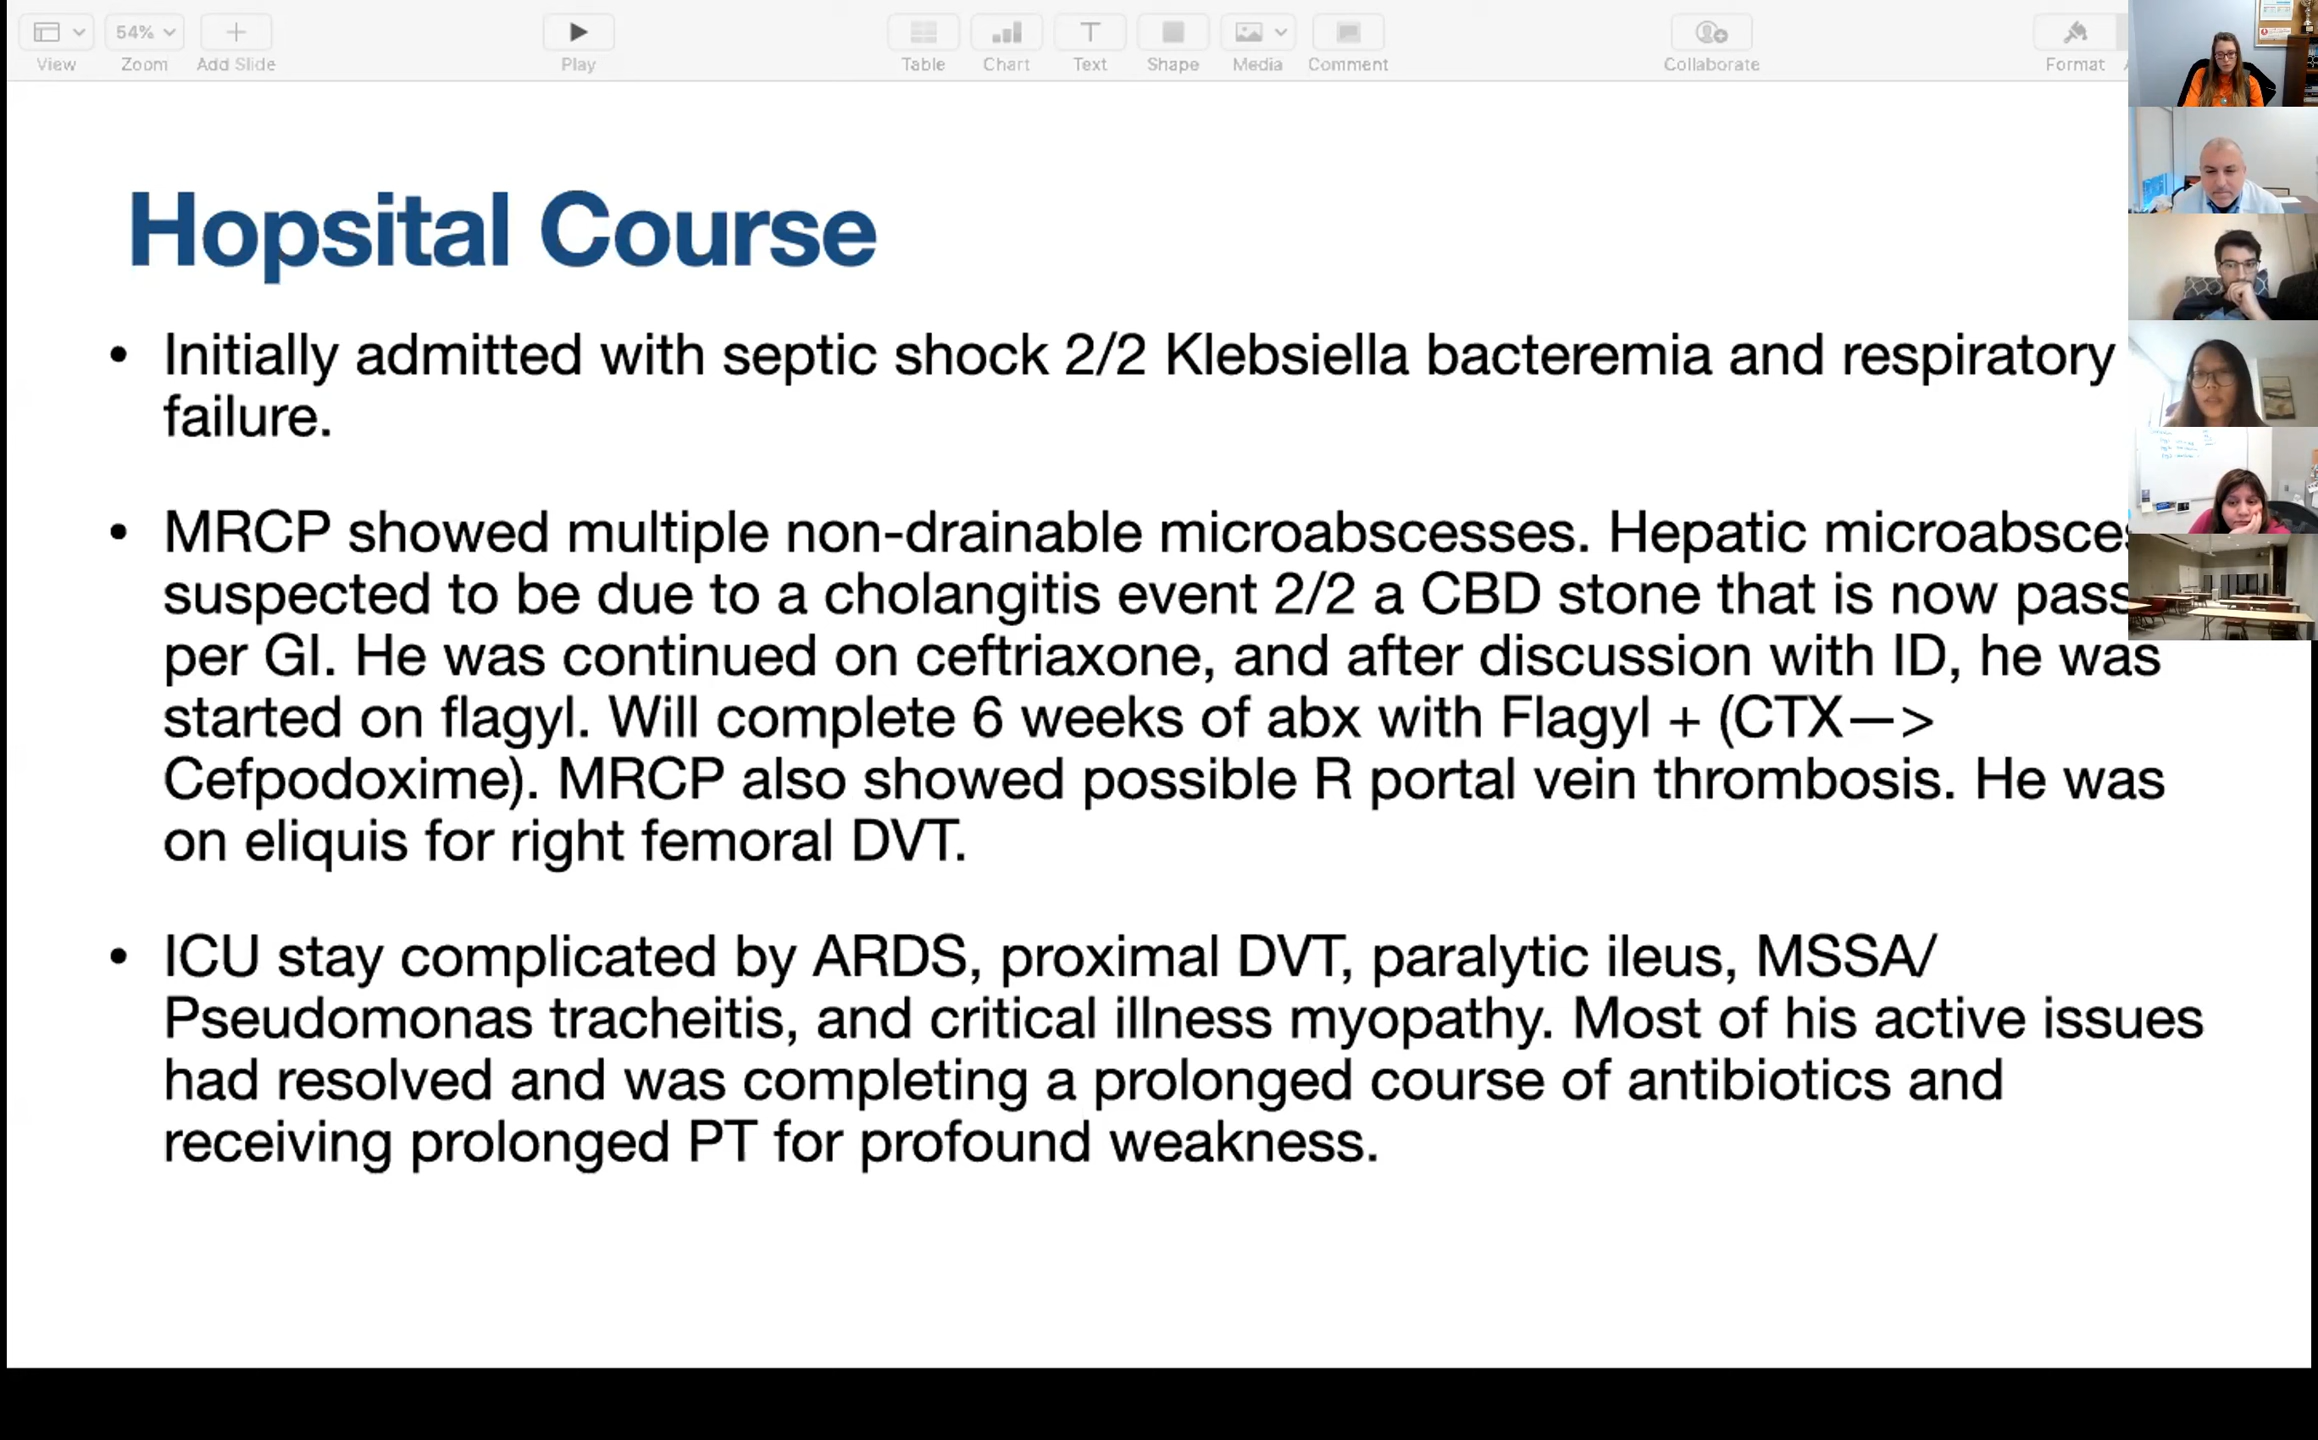 54%
View
Zoom
Add Slide
Play
Table
Chart
Text
Shape
Media
Comment
Collaborate
Format
Hopsital Course
• Initially admitted with septic shock 2/2 Klebsiella bacteremia and respiratory
failure.
• MRCP showed multiple non-drainable microabscesses. Hepatic
suspected to be due to a cholangitis event 2/2 a CBD stone that is now
per GI. He was continued on ceftriaxone, and after discussion with ID, he was
started on flagyl. Will complete 6 weeks of abx with Flagyl + (CTX—>
Cefpodoxime). MRCP also showed possible R portal vein thrombosis. He was
on eliquis for right femoral DVT.
• ICU stay complicated by ARDS, proximal DVT, paralytic ileus, MSSA/
Pseudomonas tracheitis, and critical illness myopathy. Most of his active issues
had resolved and was completing a prolonged course of antibiotics and
receiving prolonged PT for profound weakness.